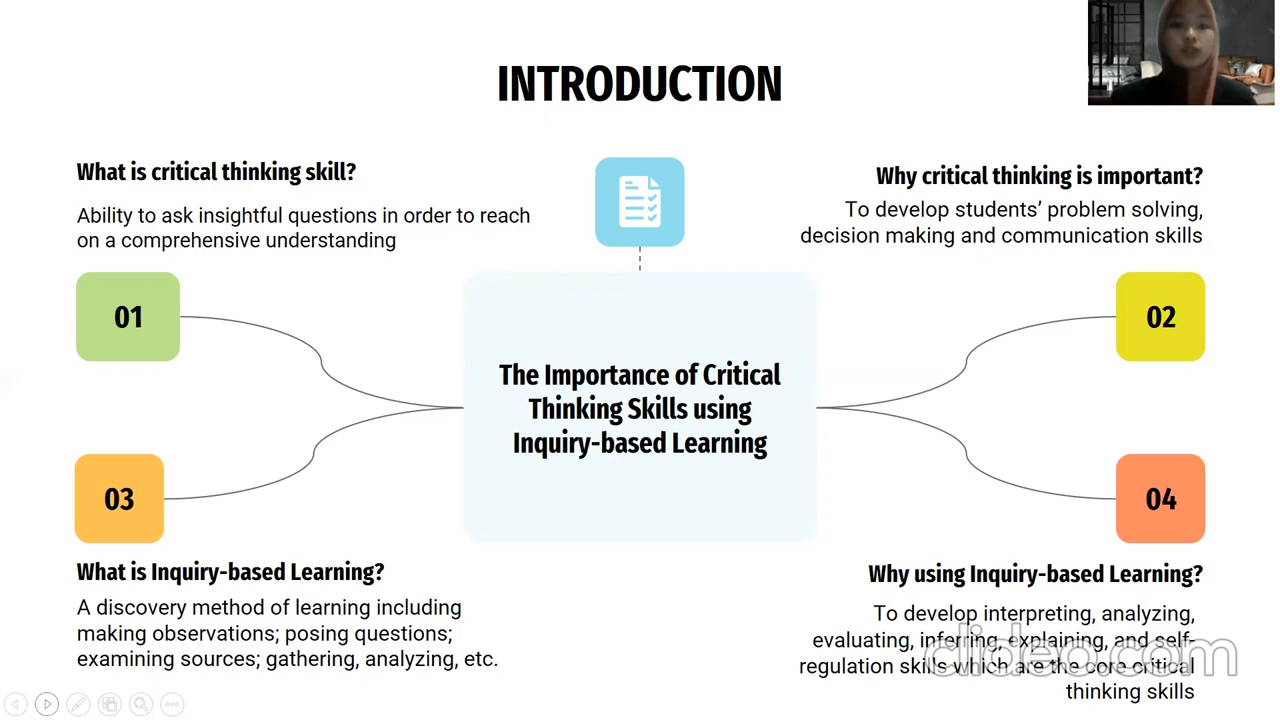 INTRODUCTION
What is critical thinking skill?
Ability to ask insightful questions in order to reach
on a comprehensive understanding
01
Why critical thinking is important?
To develop students’ problem solving,
decision making and communication skills
02
The Importance of Critical
Thinking Skills using
Inquiry-based Learning
03
What is Inquiry-based Learning?
A discovery method of learning including
making observations; posing questions;
examining sources; gathering, analyzing, etc.
04
Why using Inquiry-based Learning?
To develop interpreting, analyzing,
evaluating, inferring, explaining, and self-
regulation skills which are the core critical
thinking skills
clideo.com